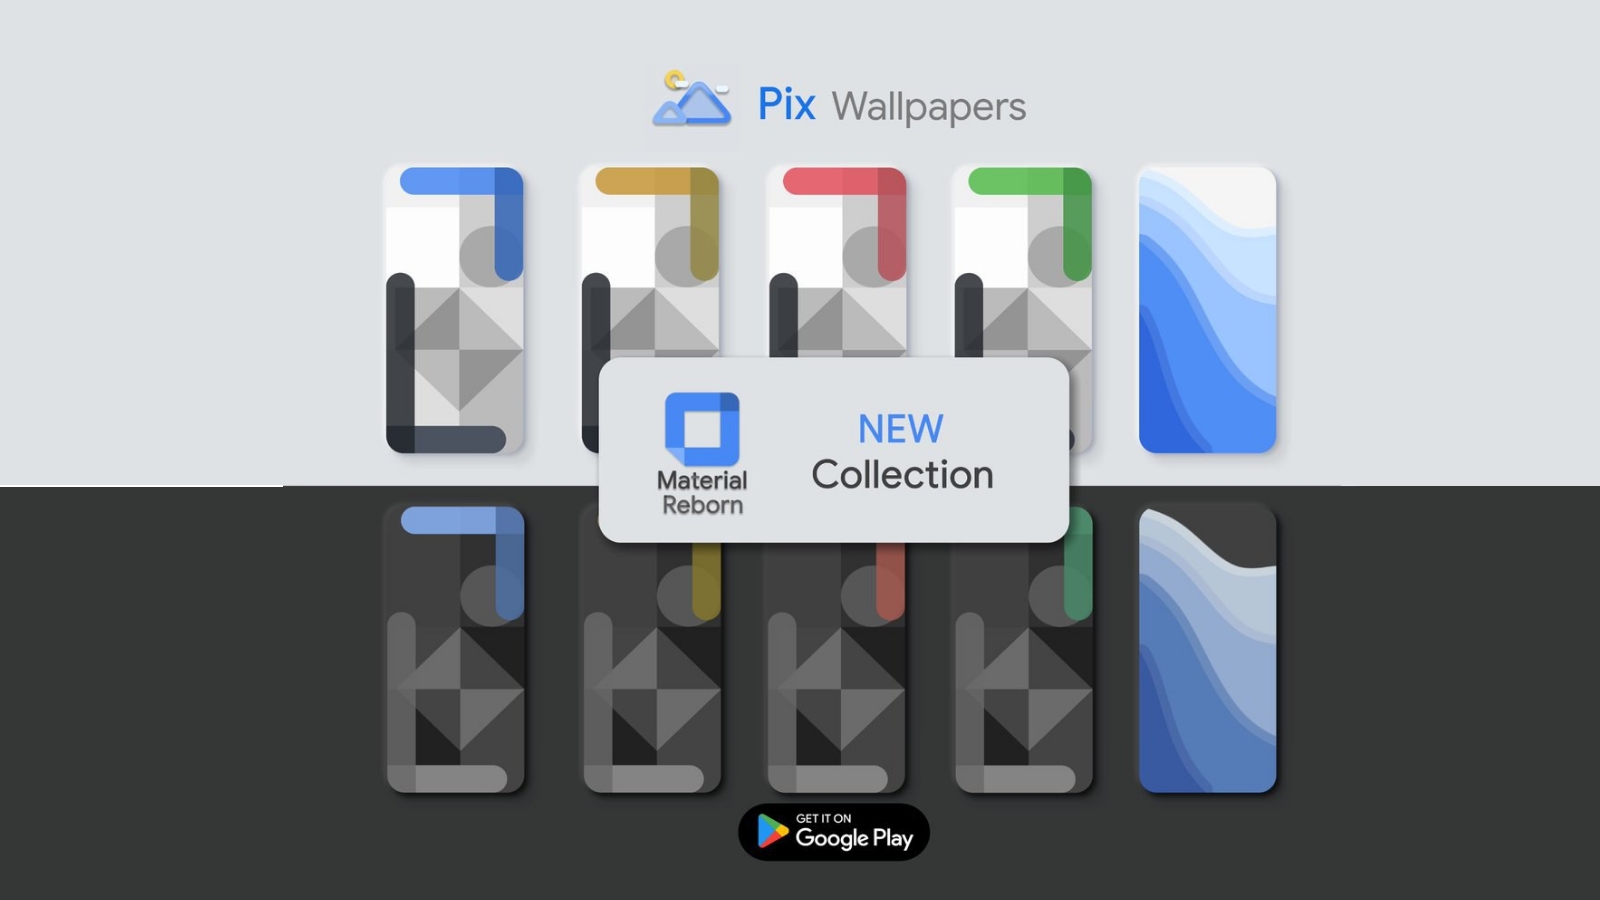 Pix Wallpapers
NEW
Collection
Material
Reborn
GET IT ON
Google Play